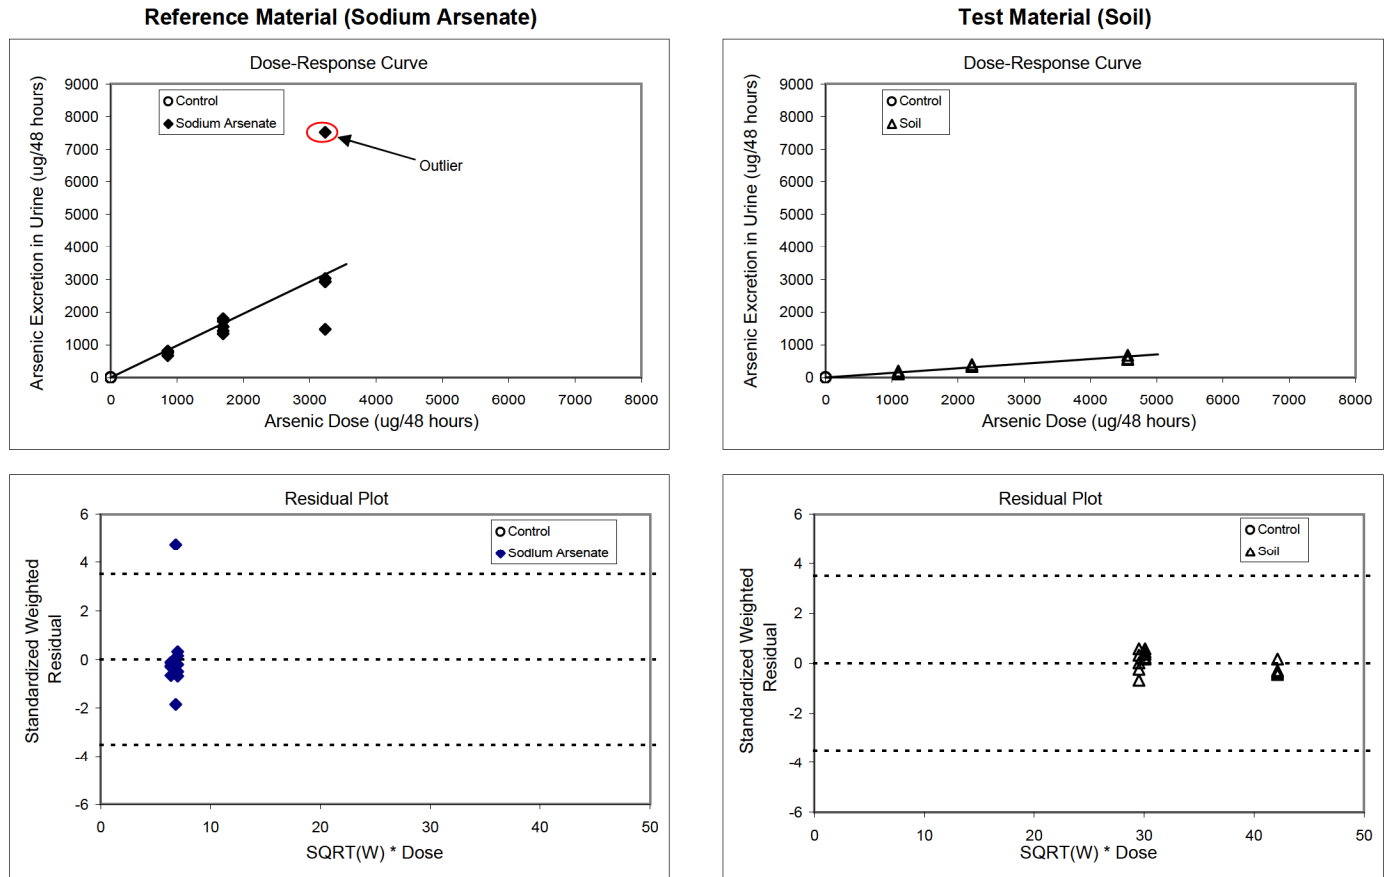 Reference Material (Sodium Arsenate)
Dose-Response Curve
Arsenic Excretion in Urine (ug/48 hours)
9000
8000
7000
6000
5000
4000
3000
2000
1000
0
Control
Sodium Arsenate
Outlier
0 1000 2000 3000 4000 5000 6000 7000 8000
Arsenic Dose (ug/48 hours)
Test Material (Soil)
Dose-Response Curve
Arsenic Excretion in Urine (ug/48 hours)
9000
8000
7000
6000
5000
4000
3000
2000
1000
0
Control
Soil
0 1000 2000 3000 4000 5000 6000 7000 8000
Arsenic Dose (ug/48 hours)
Residual Plot
Standardized Weighted
Residual
6
4
2
0
-2
-4
-6
Control
Sodium Arsenate
0 10 20 30 40 50
SQRT(W) * Dose
Residual Plot
Standardized Weighted
Residual
6
4
2
0
-2
-4
-6
Control
Soil
0 10 20 30 40 50
SQRT(W) * Dose